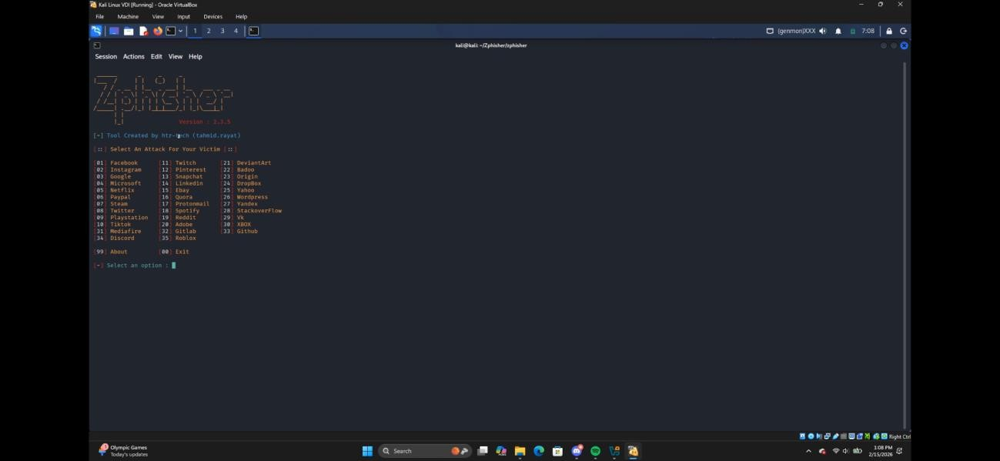 Kali Linux VDI [Running] - Oracle VirtualBox
File Machine View Input Devices Help
1 2 3 4 (genmon)XXX 7:08
kali@kali: ~/Zphisher/zphisher
Session Actions Edit View Help
Version : 2.3.5
[-] Tool Created by htr-tech (tahmid.rayat)
[::] Select An Attack For Your Victim [::]
[01] Facebook [11] Twitch [21] DeviantArt
[02] Instagram [12] Pinterest [22] Badoo
[03] Google [13] Snapchat [23] Origin
[04] Microsoft [14] Linkedin [24] DropBox
[05] Netflix [15] Ebay [25] Yahoo
[06] Paypal [16] Quora [26] Wordpress
[07] Steam [17] Protonmail [27] Yandex
[08] Twitter [18] Spotify [28] StackoverFlow
[09] Playstation [19] Reddit [29] Vk
[10] Tiktok [20] Adobe [30] XBOX
[31] Mediafire [32] Gitlab [33] Github
[34] Discord [35] Roblox
[99] About [00] Exit
[-] Select an option :
Right Ctrl
Olympic Games
Today's updates
Search
1:08 PM
2/15/2026